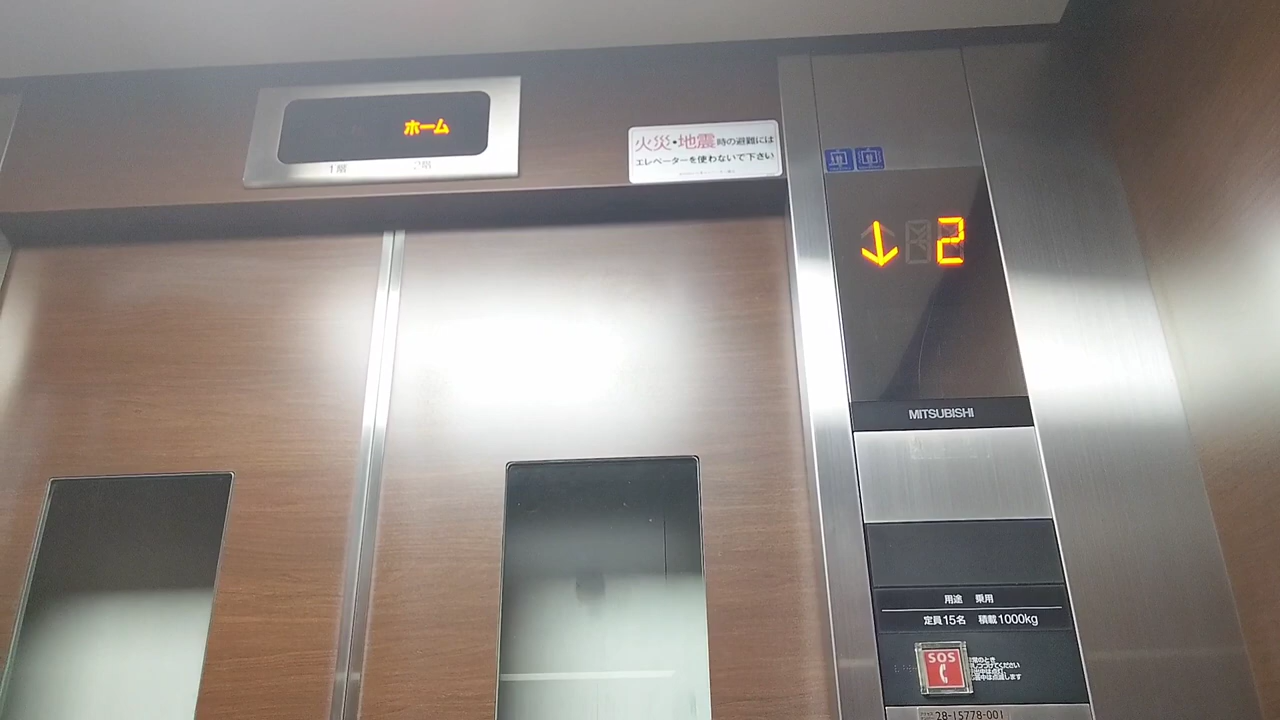 ホーム
1階 2階
火災・地震時の避難には
エレベーターを使わないで下さい
2
MITSUBISHI
用途 乗用
定員15名 積載1000kg
SOS
28-15778-001